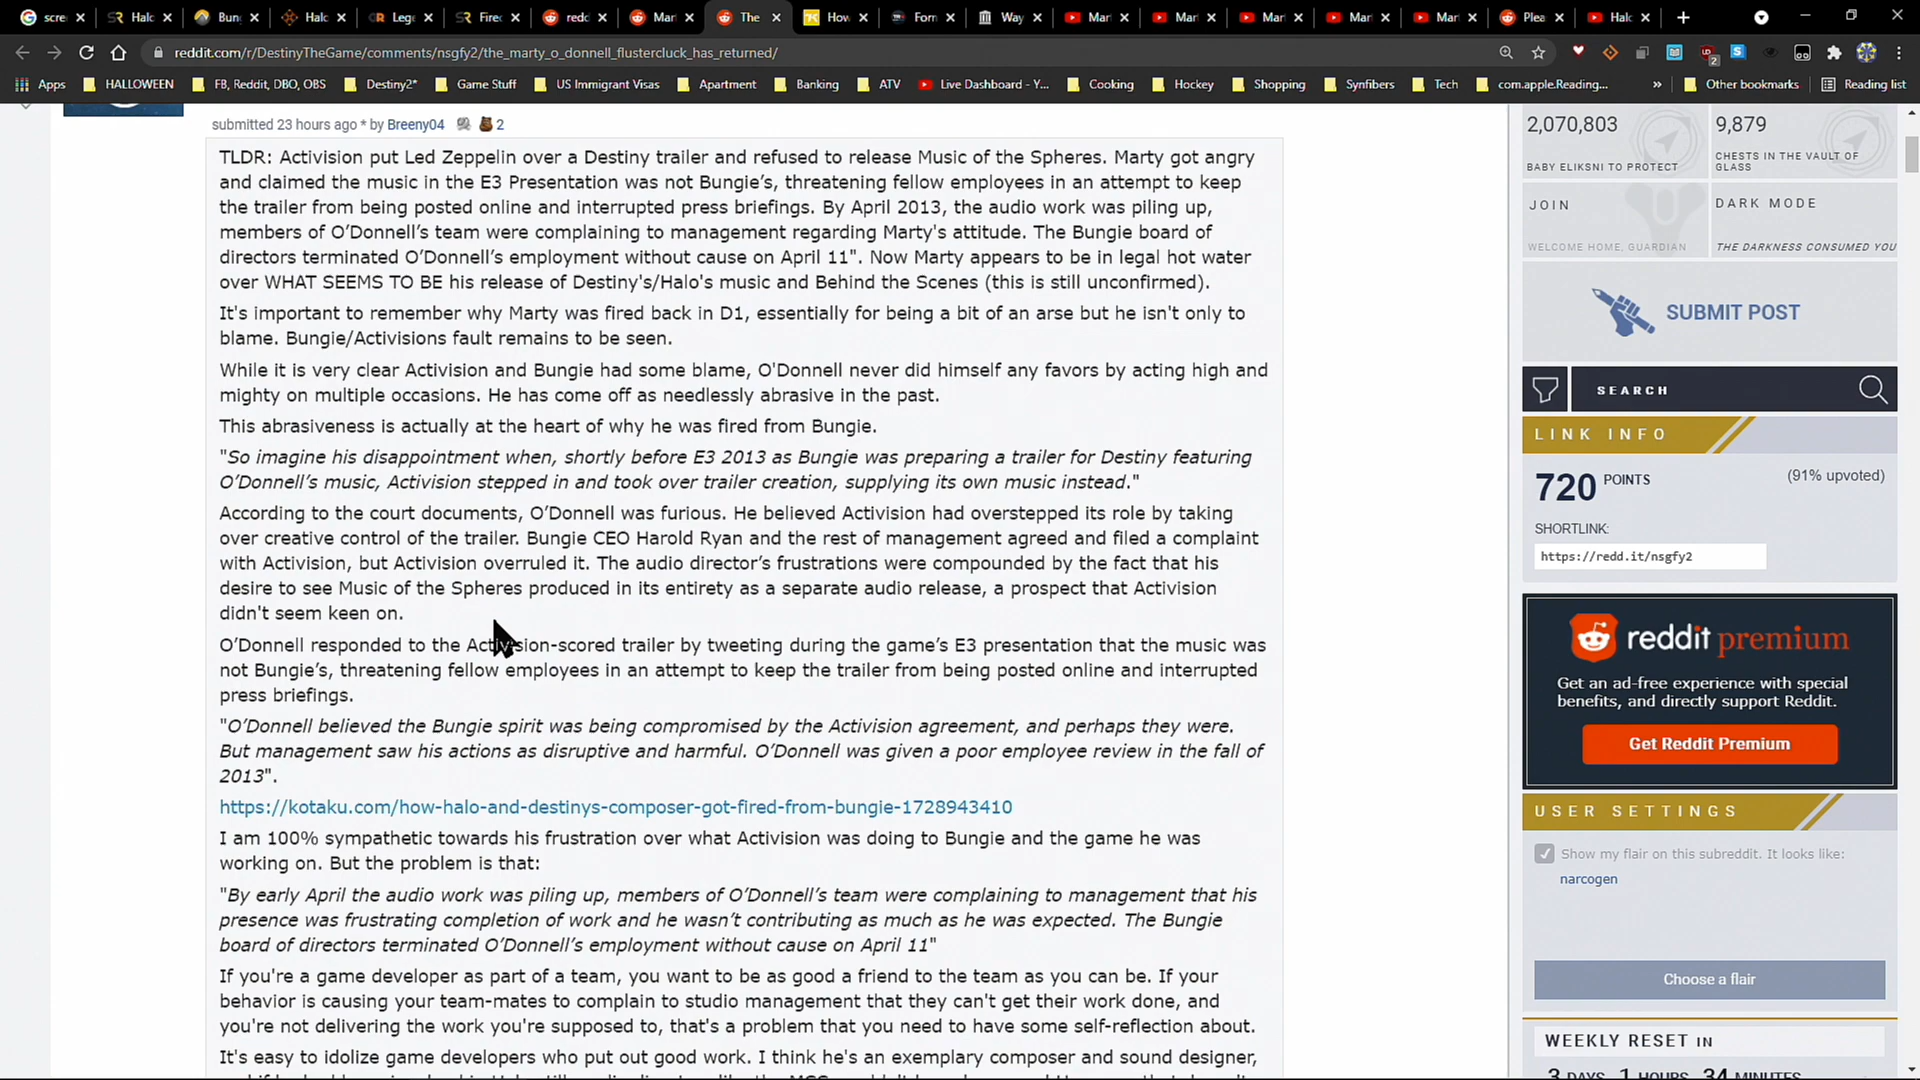 scre
Halo
Bun
Halc
Lege
Fired
redd
Mart
The
How
Forn
Way
Mar
Mar
Mar
Mar
Mar
Plea
Halc
reddit.com/r/DestinyTheGame/comments/nsgfy2/the_marty_o_donnell_flustercluck_has_returned/
Apps
HALLOWEEN
FB, Reddit, DBO, OBS
Destiny2*
Game Stuff
US Immigrant Visas
Apartment
Banking
ATV
Live Dashboard - Y...
Cooking
Hockey
Shopping
Synfibers
Tech
com.apple.Reading...
»
Other bookmarks
Reading list
submitted 23 hours ago * by Breeny04 2
TLDR: Activision put Led Zeppelin over a Destiny trailer and refused to release Music of the Spheres. Marty got angry
and claimed the music in the E3 Presentation was not Bungie’s, threatening fellow employees in an attempt to keep
the trailer from being posted online and interrupted press briefings. By April 2013, the audio work was piling up,
members of O’Donnell’s team were complaining to management regarding Marty's attitude. The Bungie board of
directors terminated O’Donnell’s employment without cause on April 11". Now Marty appears to be in legal hot water
over WHAT SEEMS TO BE his release of Destiny's/Halo's music and Behind the Scenes (this is still unconfirmed).
It's important to remember why Marty was fired back in D1, essentially for being a bit of an arse but he isn't only to
blame. Bungie/Activisions fault remains to be seen.
While it is very clear Activision and Bungie had some blame, O'Donnell never did himself any favors by acting high and
mighty on multiple occasions. He has come off as needlessly abrasive in the past.
This abrasiveness is actually at the heart of why he was fired from Bungie.
"So imagine his disappointment when, shortly before E3 2013 as Bungie was preparing a trailer for Destiny featuring
O’Donnell’s music, Activision stepped in and took over trailer creation, supplying its own music instead."
According to the court documents, O’Donnell was furious. He believed Activision had overstepped its role by taking
over creative control of the trailer. Bungie CEO Harold Ryan and the rest of management agreed and filed a complaint
with Activision, but Activision overruled it. The audio director’s frustrations were compounded by the fact that his
desire to see Music of the Spheres produced in its entirety as a separate audio release, a prospect that Activision
didn't seem keen on.
O’Donnell responded to the Activision-scored trailer by tweeting during the game’s E3 presentation that the music was
not Bungie’s, threatening fellow employees in an attempt to keep the trailer from being posted online and interrupted
press briefings.
"O’Donnell believed the Bungie spirit was being compromised by the Activision agreement, and perhaps they were.
But management saw his actions as disruptive and harmful. O’Donnell was given a poor employee review in the fall of
2013".
https://kotaku.com/how-halo-and-destinys-composer-got-fired-from-bungie-1728943410
I am 100% sympathetic towards his frustration over what Activision was doing to Bungie and the game he was
working on. But the problem is that:
"By early April the audio work was piling up, members of O’Donnell’s team were complaining to management that his
presence was frustrating completion of work and he wasn’t contributing as much as he was expected. The Bungie
board of directors terminated O’Donnell’s employment without cause on April 11"
If you're a game developer as part of a team, you want to be as good a friend to the team as you can be. If your
behavior is causing your team-mates to complain to studio management that they can't get their work done, and
you're not delivering the work you're supposed to, that's a problem that you need to have some self-reflection about.
It's easy to idolize game developers who put out good work. I think he's an exemplary composer and sound designer,
2,070,803
BABY ELIKSNI TO PROTECT
9,879
CHESTS IN THE VAULT OF
GLASS
JOIN
WELCOME HOME, GUARDIAN
DARK MODE
THE DARKNESS CONSUMED YOU
SUBMIT POST
SEARCH
LINK INFO
720 POINTS
(91% upvoted)
SHORTLINK:
https://redd.it/nsgfy2
reddit premium
Get an ad-free experience with special
benefits, and directly support Reddit.
Get Reddit Premium
USER SETTINGS
Show my flair on this subreddit. It looks like:
narcogen
Choose a flair
WEEKLY RESET IN
3 DAYS 1 HOURS 34 MINUTES